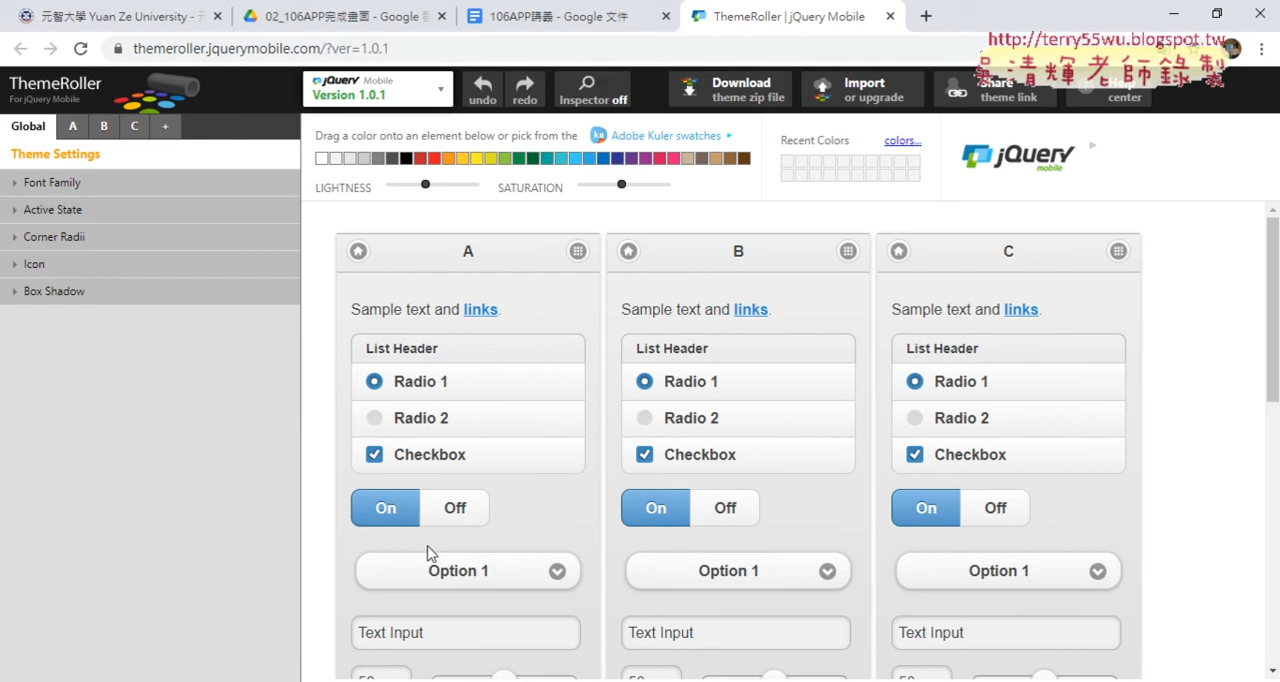 元智大學 Yuan Ze University - 元
02_106APP完成畫面 - Google 雲
106APP講義 - Google 文件
ThemeRoller | jQuery Mobile
themeroller.jquerymobile.com/?ver=1.0.1
http://terry55wu.blogspot.tw
吳清輝老師錄製
ThemeRoller
For jQuery Mobile
jQuery Mobile
Version 1.0.1
undo
redo
Inspector off
Download
theme zip file
Import
or upgrade
Share
theme link
Help
center
Global
A
B
C
+
Drag a color onto an element below or pick from the
ku
Adobe Kuler swatches
Recent Colors
colors...
jQuery
mobile
LIGHTNESS
SATURATION
Theme Settings
Font Family
Active State
Corner Radii
Icon
Box Shadow
A
Sample text and links.
List Header
Radio 1
Radio 2
Checkbox
On
Off
Option 1
Text Input
B
Sample text and links.
List Header
Radio 1
Radio 2
Checkbox
On
Off
Option 1
Text Input
C
Sample text and links.
List Header
Radio 1
Radio 2
Checkbox
On
Off
Option 1
Text Input